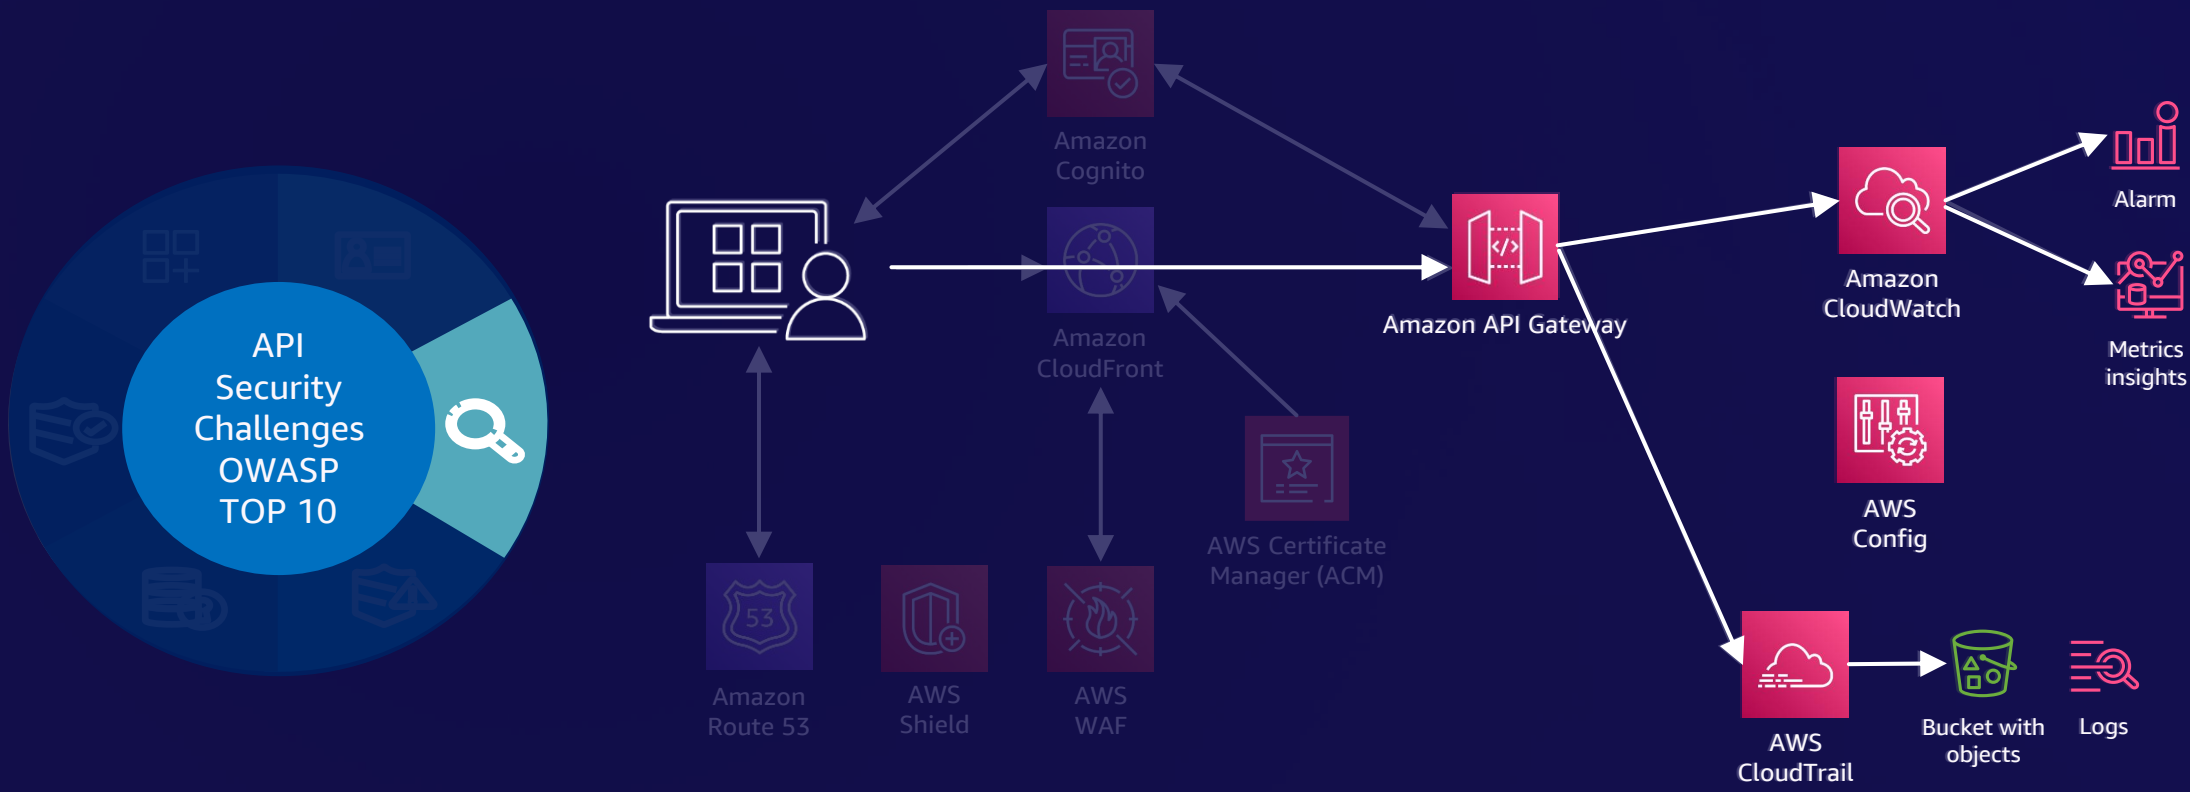 API
Security
Challenges
OWASP
TOP 10
Amazon
Cognito
Amazon
CloudFront
Amazon API Gateway
Amazon
CloudWatch
Alarm
Metrics
insights
AWS
Config
AWS Certificate
Manager (ACM)
53
Amazon
Route 53
AWS
Shield
AWS
WAF
AWS
CloudTrail
Bucket with
objects
Logs